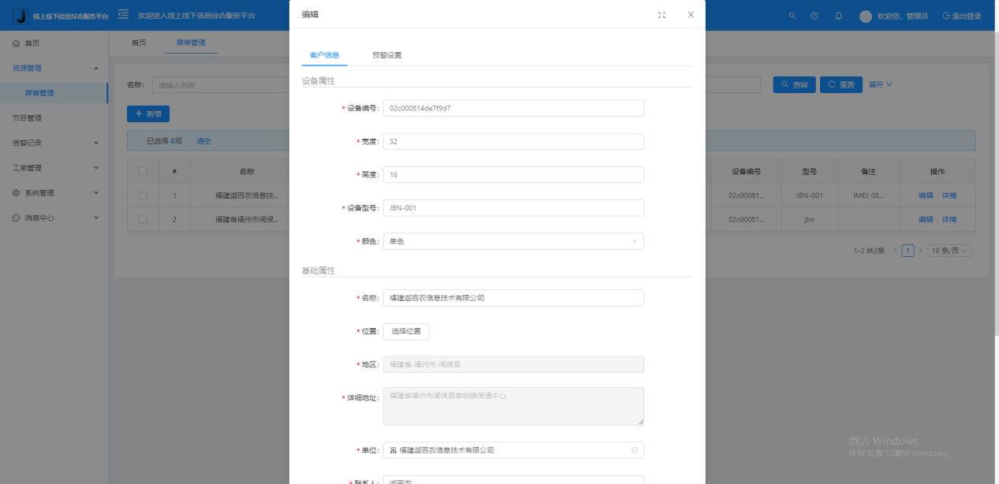 线上线下信息综合服务平台
欢迎进入线上线下信息综合服务平台
编辑
欢迎您，管理员
退出登录
首页
资源管理
屏幕管理
节目管理
告警记录
工单管理
系统管理
消息中心
首页
屏幕管理
名称:
请输入名称
查询
重置
展开
+ 新增
已选择 0项
清空
# 名称
1 福建迦百农信息技...
2 福建省福州市闽侯...
设备编号 型号 备注 操作
02c00081... JBN-001 IMEI: 08... 编辑 详情
02c00081... jbn 编辑 详情
1-2 共2条 < 1 > 10 条/页
客户信息
预警设置
设备属性
* 设备编号: 02c000814de7f9d7
* 宽度: 32
* 高度: 16
* 设备型号: JBN-001
* 颜色: 单色
基础属性
* 名称: 福建迦百农信息技术有限公司
* 位置: 选择位置
* 地区: 福建省-福州市-闽侯县
* 详细地址: 福建省福州市闽侯县南屿镇信通中心
* 单位: 福建迦百农信息技术有限公司
* 联系人: 迦百农
激活 Windows
转到"设置"以激活 Windows。